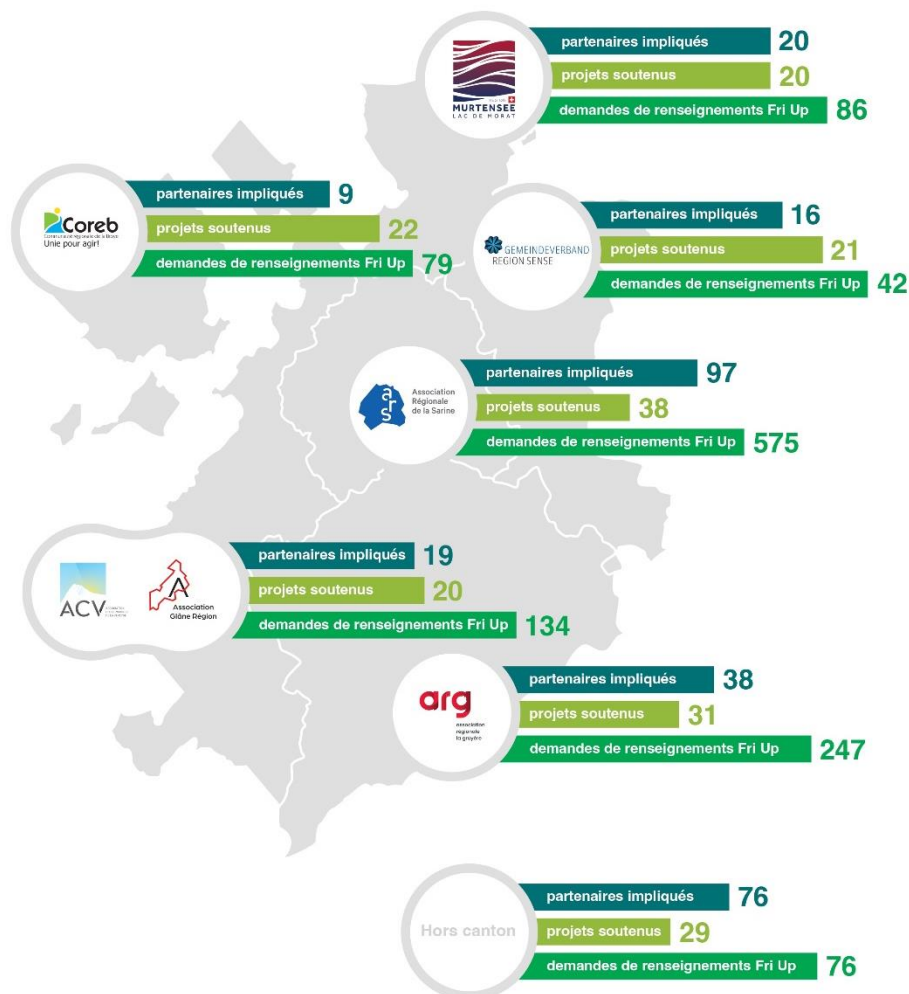 partenaires impliqués 20
projets soutenus 20
demandes de renseignements Fri Up 86
MURTENSEE
LAC DE MORAT
partenaires impliqués 9
projets soutenus 22
demandes de renseignements Fri Up 79
Coreb
Unie pour agir!
partenaires impliqués 16
projets soutenus 21
demandes de renseignements Fri Up 42
GEMEINDEVERBAND
REGION SENSE
partenaires impliqués 97
projets soutenus 38
demandes de renseignements Fri Up 575
ars
Association
Régionale
de la Sarine
partenaires impliqués 19
projets soutenus 20
demandes de renseignements Fri Up 134
ACV
A
Association
Glâne Région
partenaires impliqués 38
projets soutenus 31
demandes de renseignements Fri Up 247
arg
association
régionale
la gruyère
Hors canton
partenaires impliqués 76
projets soutenus 29
demandes de renseignements Fri Up 76